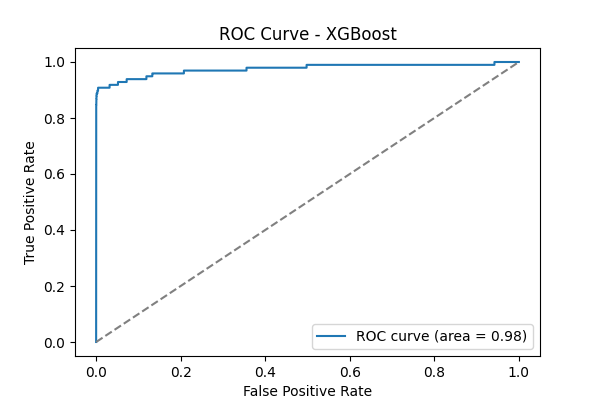 ROC Curve - XGBoost
True Positive Rate
1.0
0.8
0.6
0.4
0.2
0.0
ROC curve (area = 0.98)
0.0 0.2 0.4 0.6 0.8 1.0
False Positive Rate